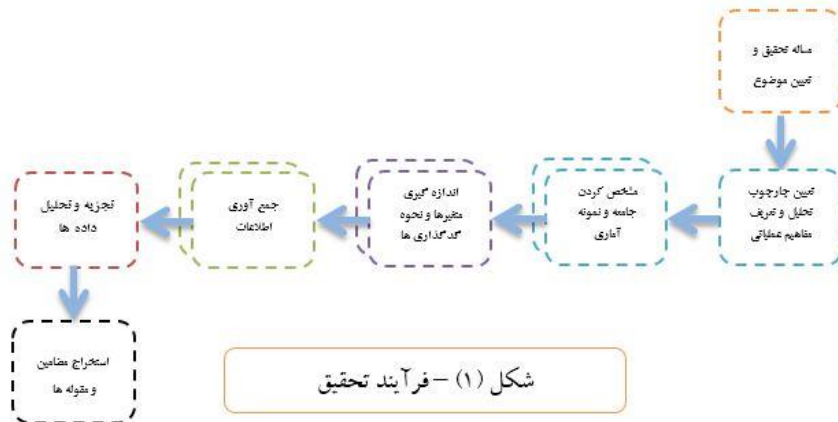 مساله تحقیق و
تعیین موضوع
تعیین چارچوب
تحلیل و تعریف
مفاهیم عملیاتی
مشخص کردن
جامعه و نمونه
آماری
اندازه گیری
متغیرها و نحوه
کدگذاری ها
جمع آوری
اطلاعات
تجزیه و تحلیل
داده ها
استخراج مضامین
و مقوله ها
شکل (۱) – فرآیند تحقیق